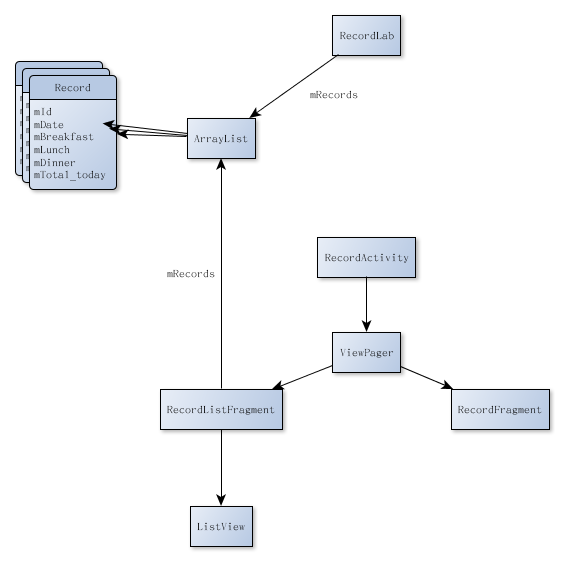 RecordLab
mRecords
Record
mId
mDate
mBreakfast
mLunch
mDinner
mTotal_today
ArrayList
mRecords
RecordActivity
ViewPager
RecordListFragment
RecordFragment
ListView